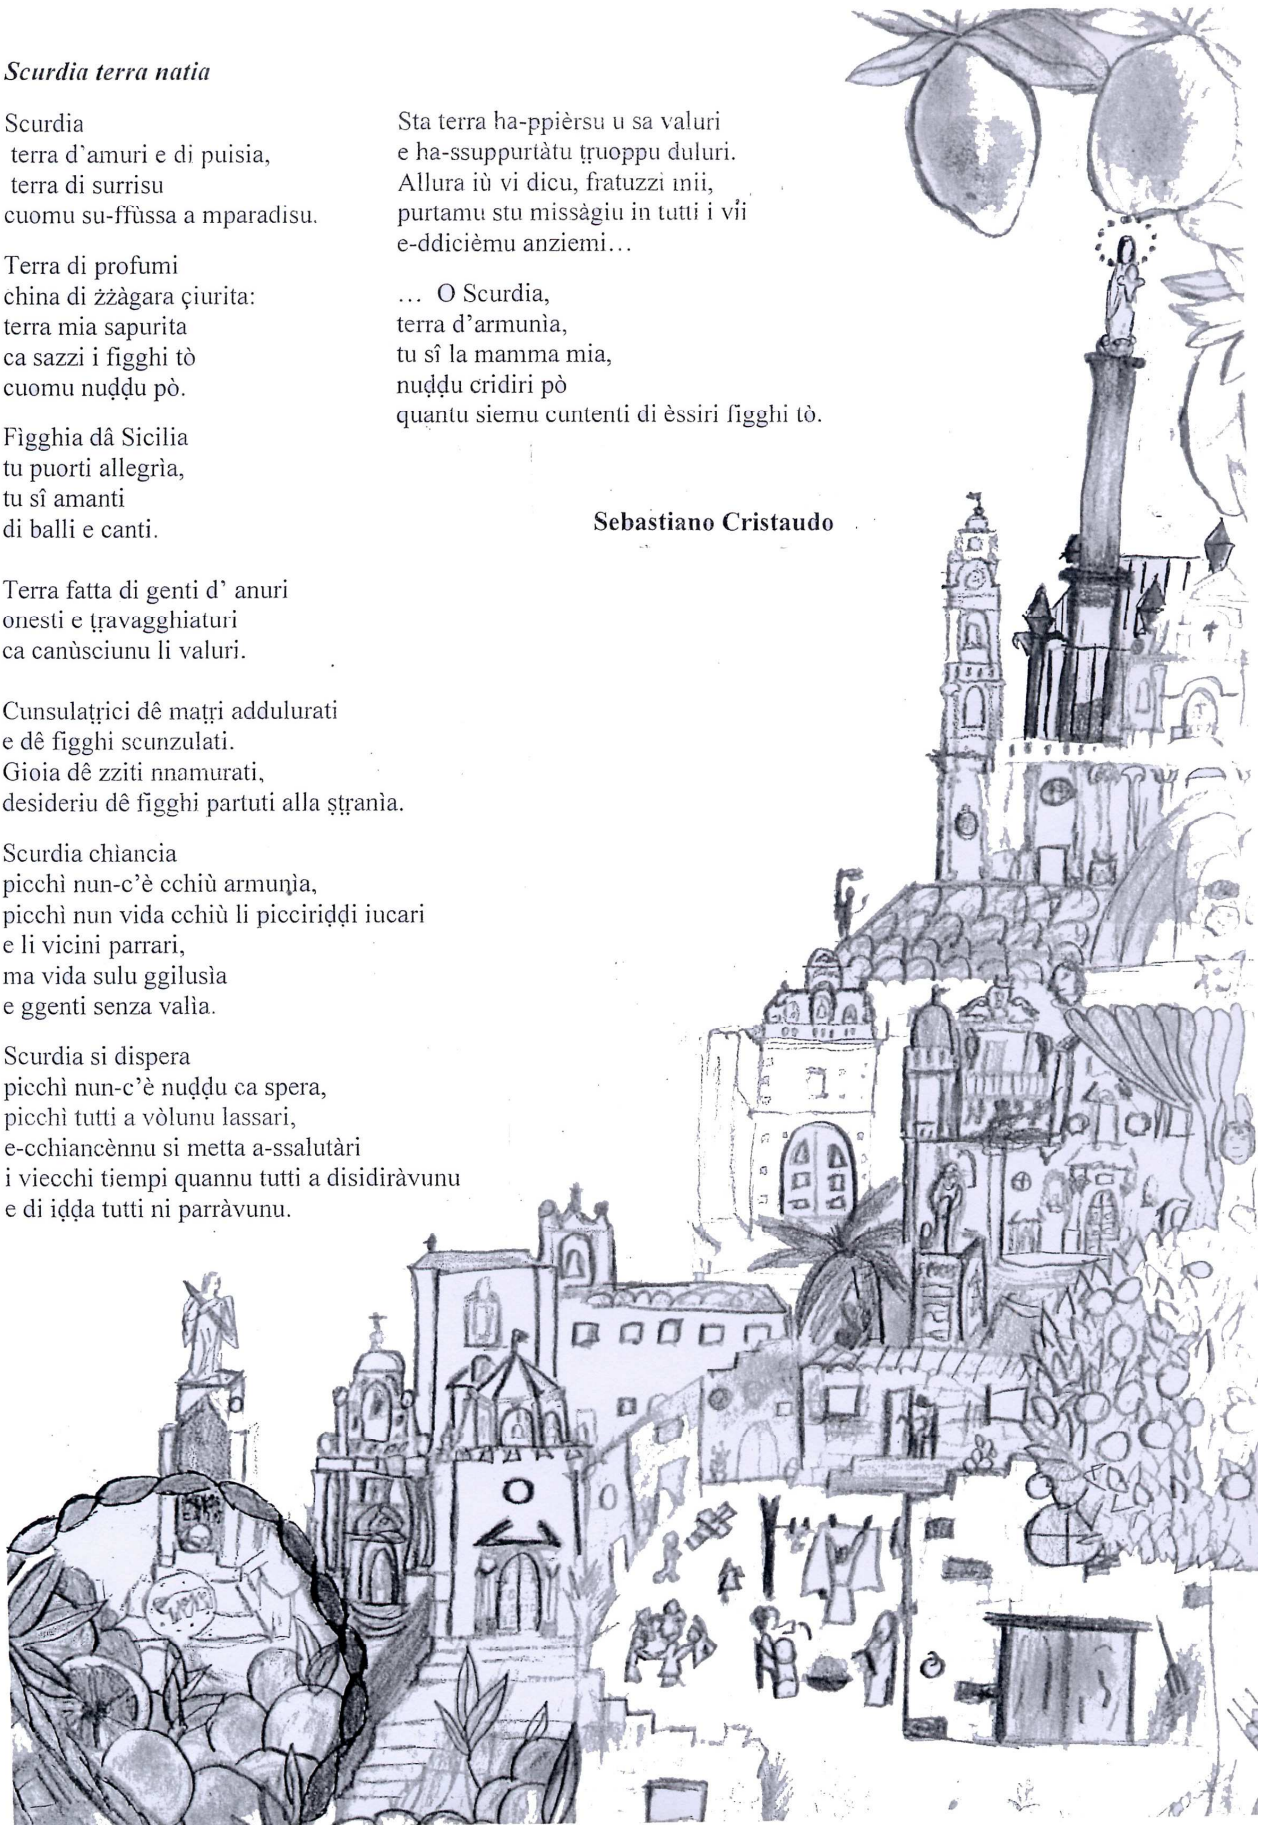 Scurdia terra natia
Scurdia
terra d'amuri e di puisia,
terra di surrisu
cuomu su-ffùssa a mparadisu.
Terra di profumi
china di żżàgara çiurita:
terra mia sapurita
ca sazzi i figghi tò
cuomu nuḍḍu pò.
Fìgghia dâ Sicilia
tu puorti allegrìa,
tu sî amanti
di balli e canti.
Terra fatta di genti d' anuri
onesti e ṭṛavagghiaturi
ca canùsciunu li valuri.
Cunsulaṭṛici dê maṭṛi addulurati
e dê figghi scunzulati.
Gioia dê zziti nnamurati,
desideriu dê figghi partuti alla ṣṭṛanìa.
Scurdia chìancia
picchì nun-c'è cchiù armunìa,
picchì nun vida cchiù li picciriḍḍi iucari
e li vicini parrari,
ma vida sulu ggilusìa
e ggenti senza valìa.
Scurdia si dispera
picchì nun-c'è nuḍḍu ca spera,
picchì tutti a vòlunu lassari,
e-cchiancènnu si metta a-ssalutàri
i viecchi tiempi quannu tutti a disidiràvunu
e di iḍḍa tutti ni parràvunu.
Sta terra ha-ppièrsu u sa valuri
e ha-ssuppurtàtu ṭṛuoppu duluri.
Allura iù vi dicu, fratuzzi mii,
purtamu stu missàgiu in tutti i vìi
e-ddicièmu anziemi…
… O Scurdia,
terra d'armunìa,
tu sî la mamma mia,
nuḍḍu cridiri pò
quantu siemu cuntenti di èssiri figghi tò.
Sebastiano Cristaudo